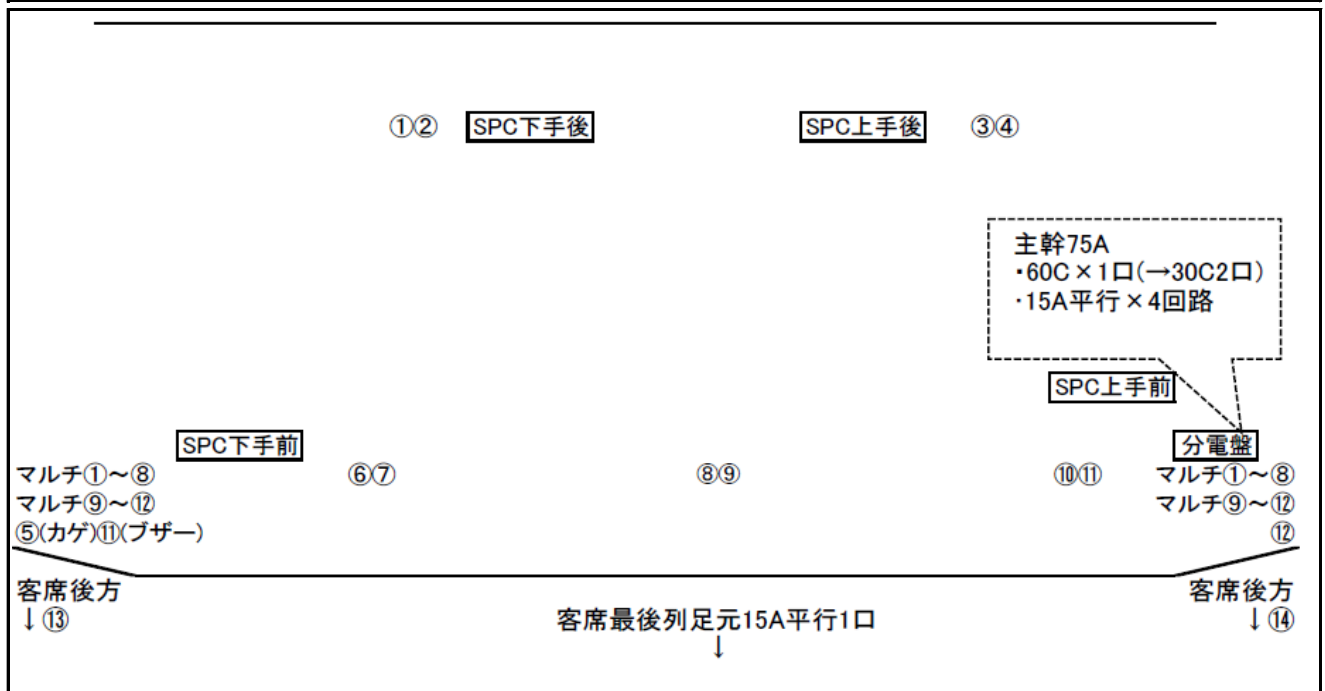 ①② SPC下手後 SPC上手後 ③④
主幹75A
・60C×1口(→30C2口)
・15A平行×4回路
SPC上手前
SPC下手前 分電盤
マルチ①～⑧ ⑥⑦ ⑧⑨ ⑩⑪ マルチ①～⑧
マルチ⑨～⑫ マルチ⑨～⑫
⑤(カゲ)⑪(ブザー) ⑫
客席後方 客席後方
↓⑬ 客席最後列足元15A平行1口 ↓⑭
↓